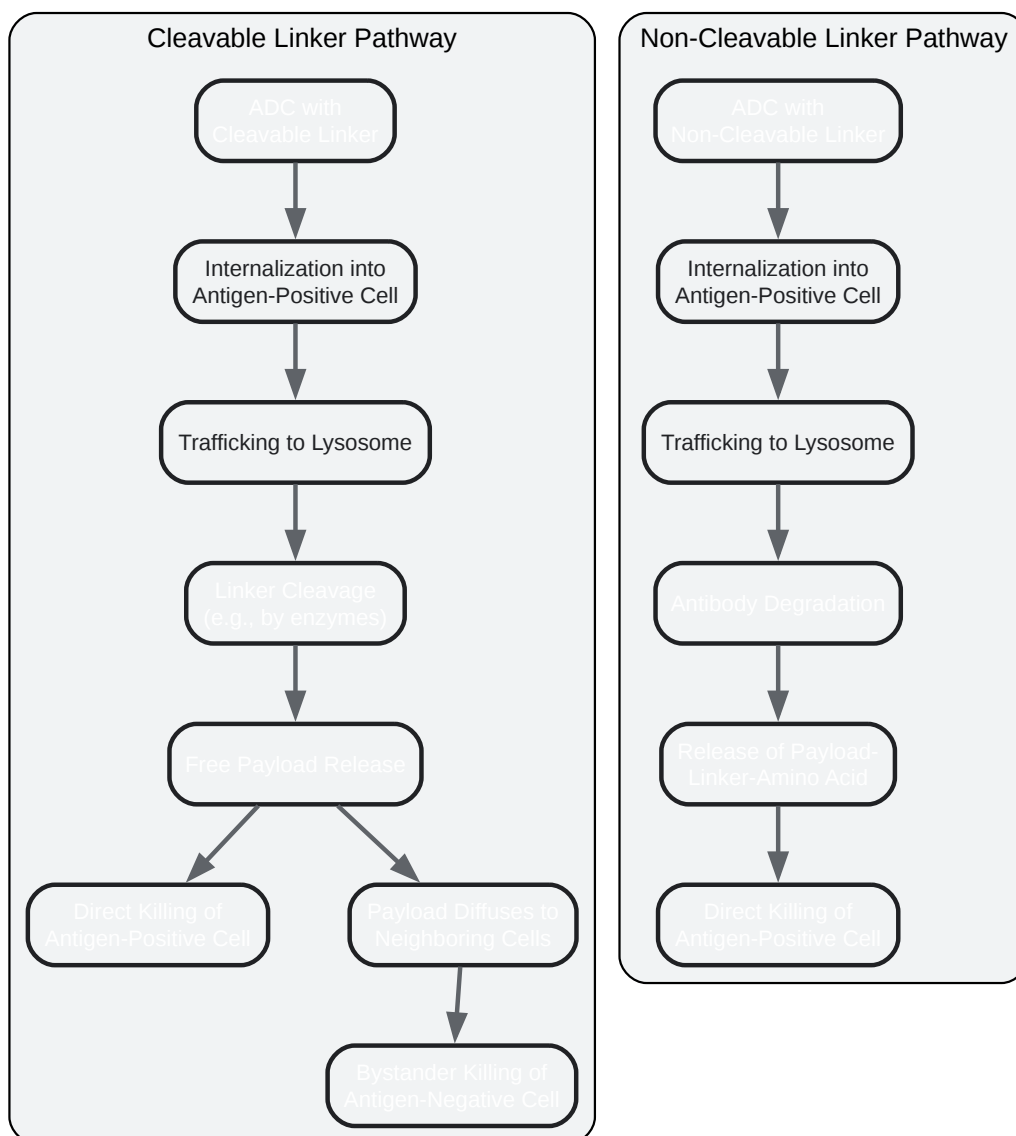 Cleavable Linker Pathway
ADC with
Cleavable Linker
Internalization into
Antigen-Positive Cell
Trafficking to Lysosome
Linker Cleavage
(e.g., by enzymes)
Free Payload Release
Direct Killing of
Antigen-Positive Cell
Payload Diffuses to
Neighboring Cells
Bystander Killing of
Antigen-Negative Cell
Non-Cleavable Linker Pathway
ADC with
Non-Cleavable Linker
Internalization into
Antigen-Positive Cell
Trafficking to Lysosome
Antibody Degradation
Release of Payload-
Linker-Amino Acid
Direct Killing of
Antigen-Positive Cell